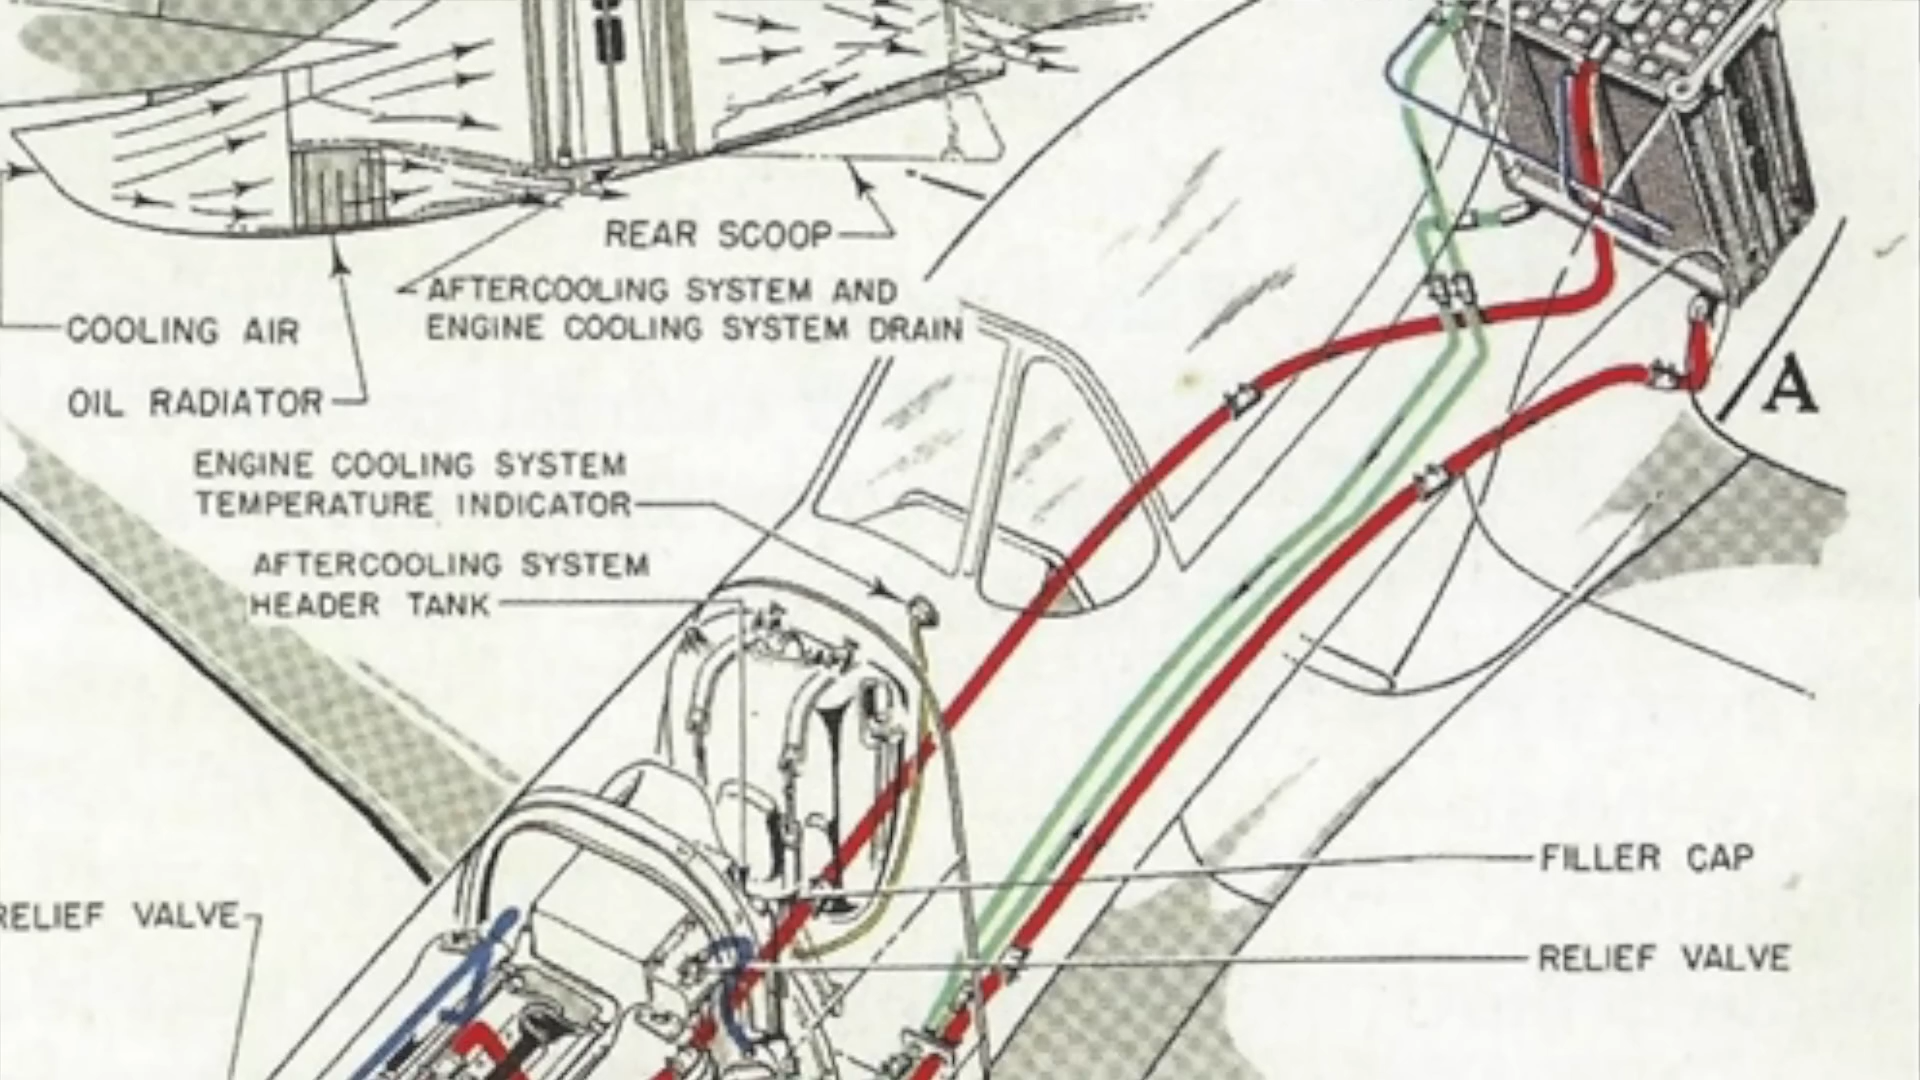 REAR SCOOP
AFTERCOOLING SYSTEM AND
ENGINE COOLING SYSTEM DRAIN
COOLING AIR
OIL RADIATOR
A
ENGINE COOLING SYSTEM
TEMPERATURE INDICATOR
AFTERCOOLING SYSTEM
HEADER TANK
FILLER CAP
RELIEF VALVE
RELIEF VALVE